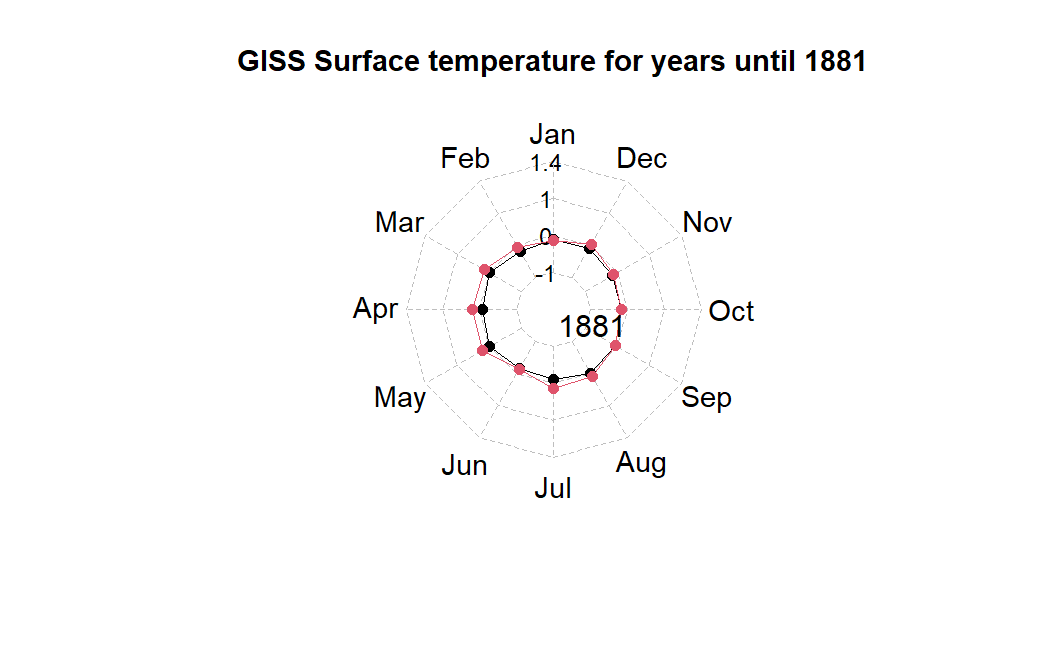 GISS Surface temperature for years until 1881
Jan
Feb
Dec
1.4
Mar
1
Nov
0
-1
Apr
1881
Oct
May
Sep
Jun
Aug
Jul